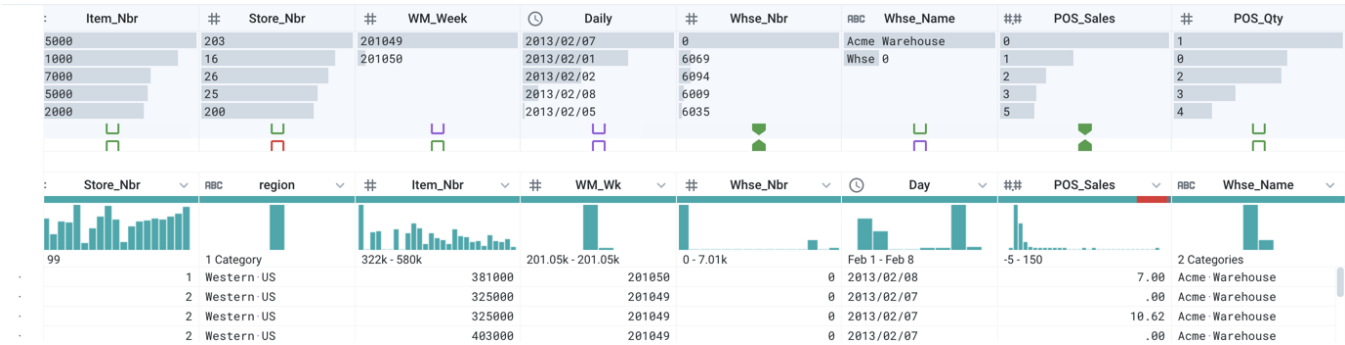 Item_Nbr # Store_Nbr # WM_Week Daily # Whse_Nbr ABC Whse_Name #.# POS_Sales # POS_Qty
5000 203 201049 2013/02/07 0 Acme Warehouse 0 1
1000 16 201050 2013/02/01 6069 Whse 0 1 0
7000 26 2013/02/02 6094 2 2
5000 25 2013/02/08 6009 3 3
2000 200 2013/02/05 6035 5 4
Store_Nbr ABC region # Item_Nbr # WM_Wk # Whse_Nbr Day #.# POS_Sales ABC Whse_Name
99 1 Category 322k - 580k 201.05k - 201.05k 0 - 7.01k Feb 1 - Feb 8 -5 - 150 2 Categories
1 Western·US 381000 201050 0 2013/02/08 7.00 Acme·Warehouse
2 Western·US 325000 201049 0 2013/02/07 .00 Acme·Warehouse
2 Western·US 325000 201049 0 2013/02/07 10.62 Acme·Warehouse
2 Western·US 403000 201049 0 2013/02/07 .00 Acme·Warehouse